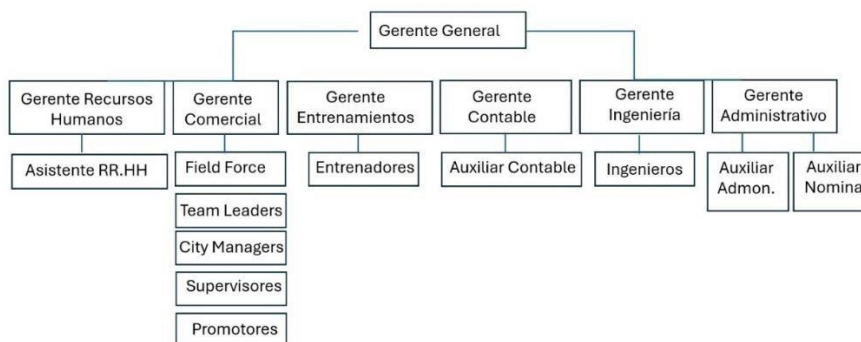 Gerente General
Gerente Recursos
Humanos
Gerente
Comercial
Gerente
Entrenamientos
Gerente
Contable
Gerente
Ingeniería
Gerente
Administrativo
Asistente RR.HH
Field Force
Entrenadores
Auxiliar Contable
Ingenieros
Auxiliar
Admon.
Auxiliar
Nomina
Team Leaders
City Managers
Supervisores
Promotores